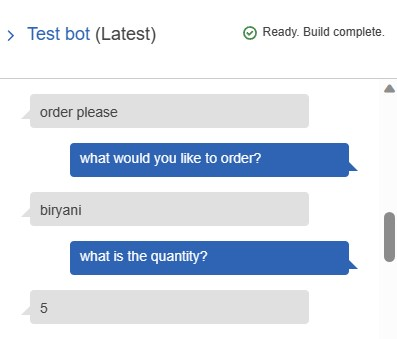 Test bot (Latest)
Ready. Build complete.
order please
what would you like to order?
biryani
what is the quantity?
5